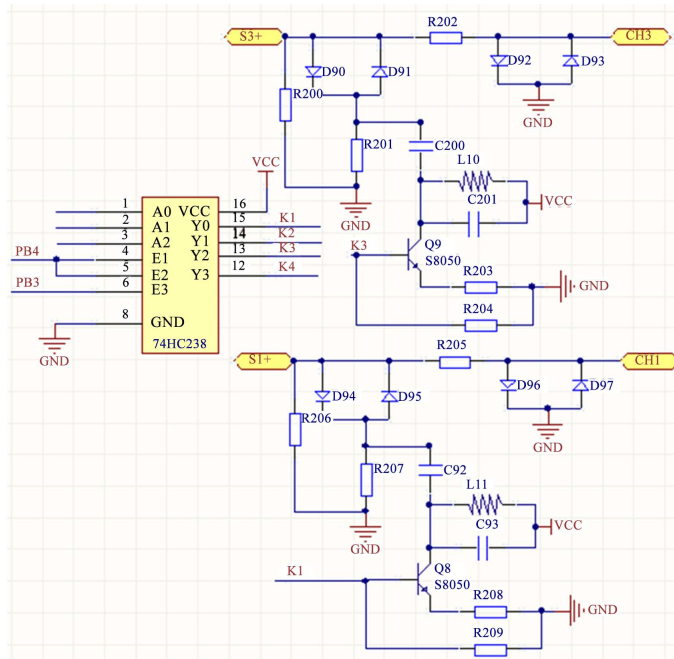 S3+ R202 CH3
D90 D91 D92 D93
R200
GND
R201 C200
VCC L10
1 A0 VCC 16 C201 VCC
2 A1 Y0 15 K1 GND
3 A2 Y1 14 K2
PB4 4 E1 Y2 13 K3 K3 Q9
5 E2 Y3 12 K4 S8050
PB3 6 E3 R203
GND
8 GND R204
GND 74HC238
R205
S1+ CH1
D94 D95 D96 D97
R206
GND
R207 C92
L11
GND C93 VCC
K1 Q8
S8050
R208 GND
R209